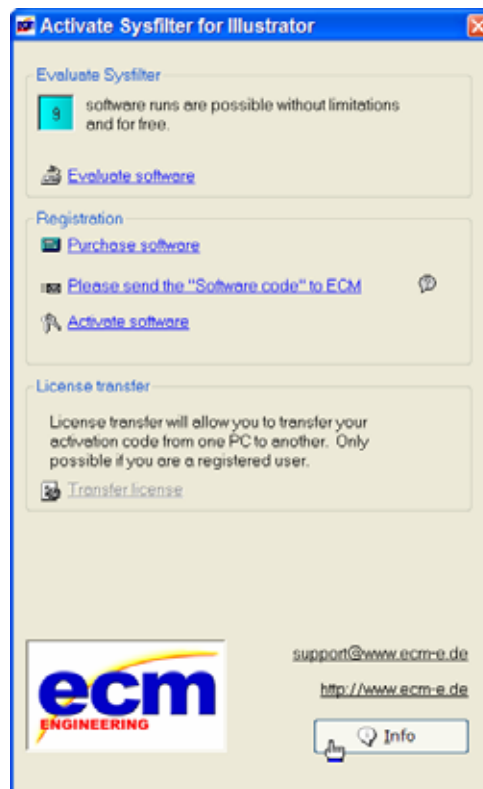 Activate Sysfilter for Illustrator
Evaluate Sysfilter
9
software runs are possible without limitations
and for free.
Evaluate software
Registration
Purchase software
Please send the "Software code" to ECM
Activate software
License transfer
License transfer will allow you to transfer your
activation code from one PC to another. Only
possible if you are a registered user.
Transfer license
support@www.ecm-e.de
ecm
http://www.ecm-e.de
ENGINEERING
Info